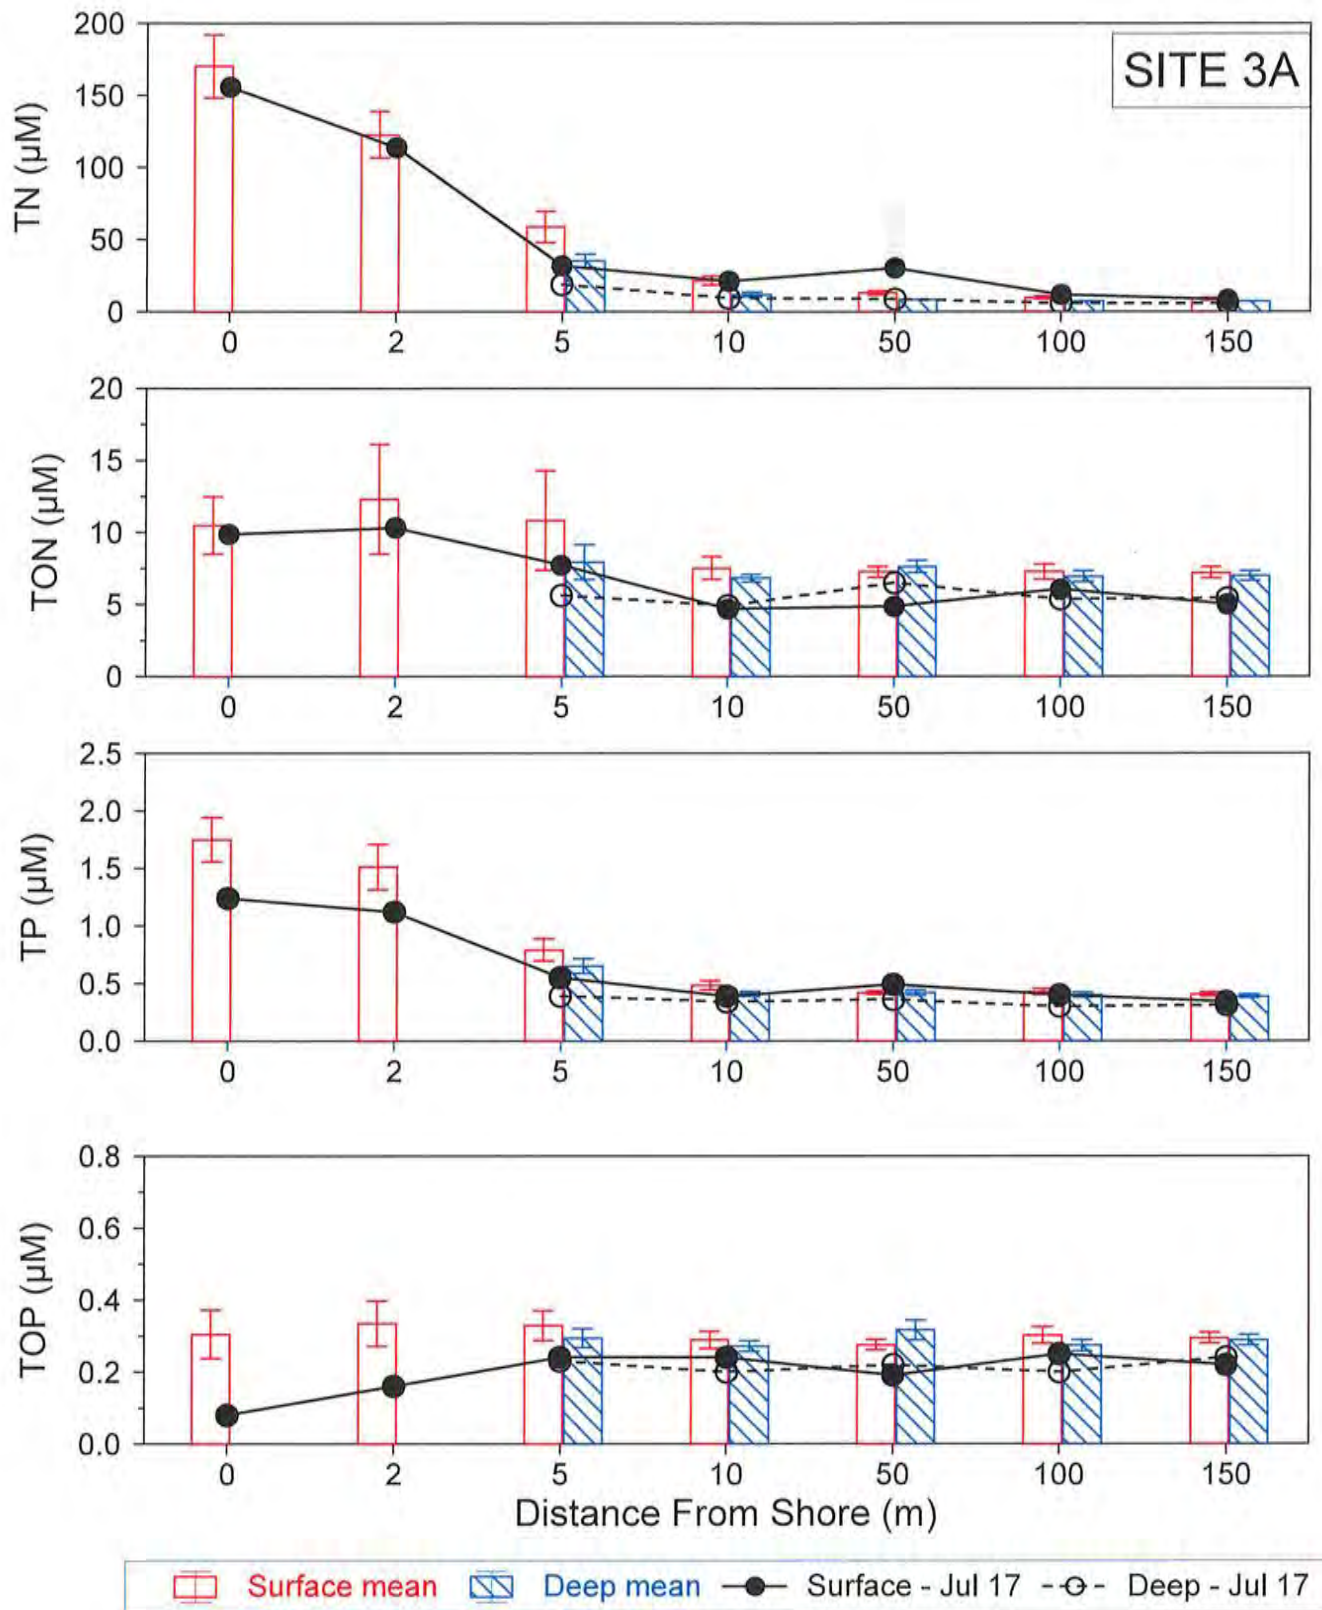 SITE 3A
TN (µM)
200
150
100
50
0
0 2 5 10 50 100 150
TON (µM)
20
15
10
5
0
0 2 5 10 50 100 150
TP (µM)
2.5
2.0
1.5
1.0
0.5
0.0
0 2 5 10 50 100 150
TOP (µM)
0.8
0.6
0.4
0.2
0.0
0 2 5 10 50 100 150
Distance From Shore (m)
Surface mean Deep mean Surface - Jul 17 Deep - Jul 17